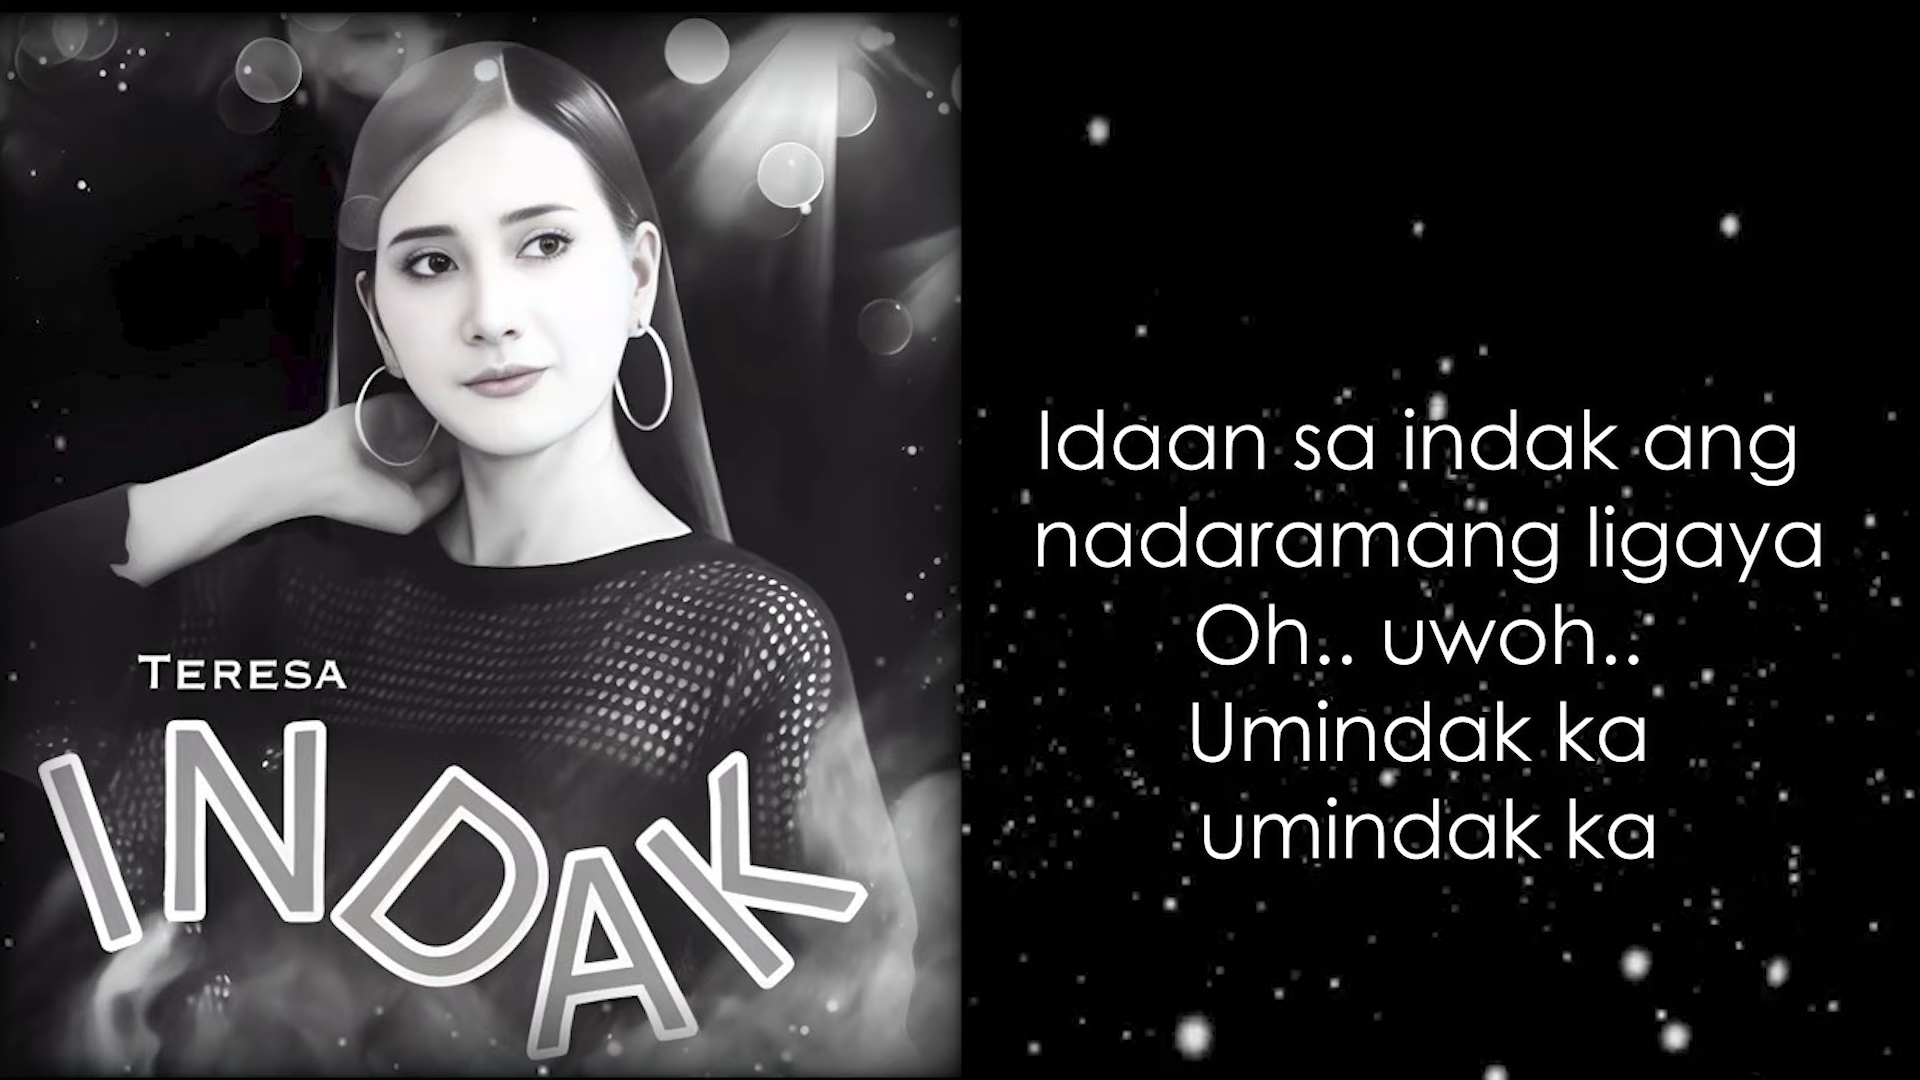 TERESA
INDAK
Idaan sa indak ang
nadaramang ligaya
Oh.. uwoh..
Umindak ka
umindak ka